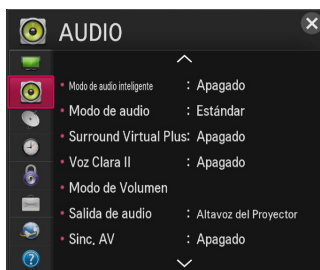 AUDIO
Modo de audio inteligente : Apagado
Modo de audio : Estándar
Surround Virtual Plus: Apagado
Voz Clara II : Apagado
Modo de Volumen
Salida de audio : Altavoz del Proyector
Sinc. AV : Apagado